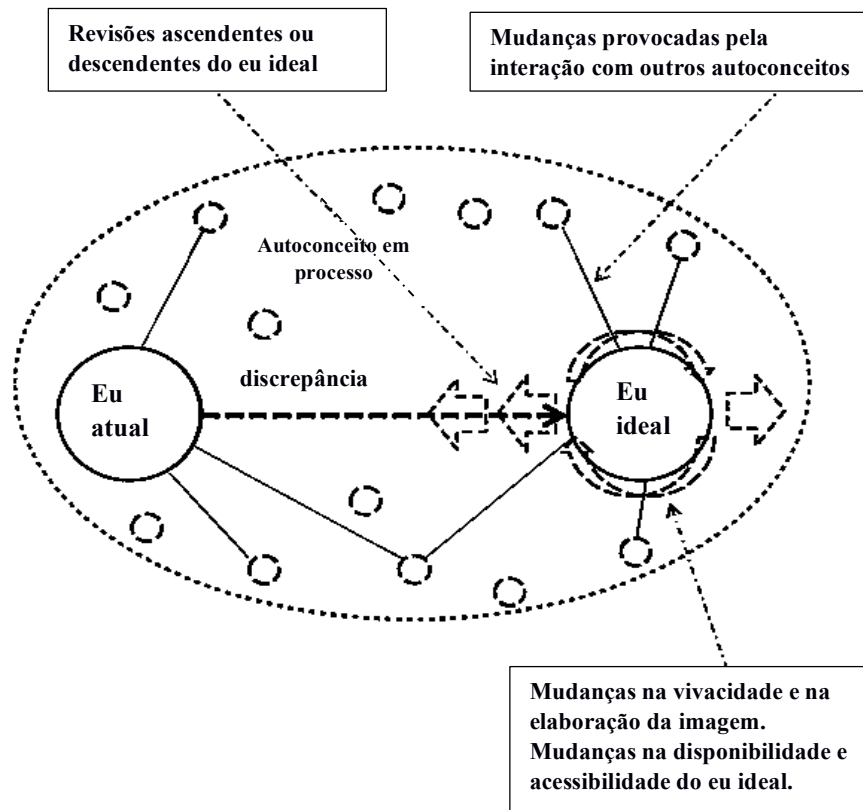 Revisões ascendentes ou
descendentes do eu ideal
Mudanças provocadas pela
interação com outros autoconceitos
Autoconceito em
processo
discrepância
Eu
atual
Eu
ideal
Mudanças na vivacidade e na
elaboração da imagem.
Mudanças na disponibilidade e
acessibilidade do eu ideal.